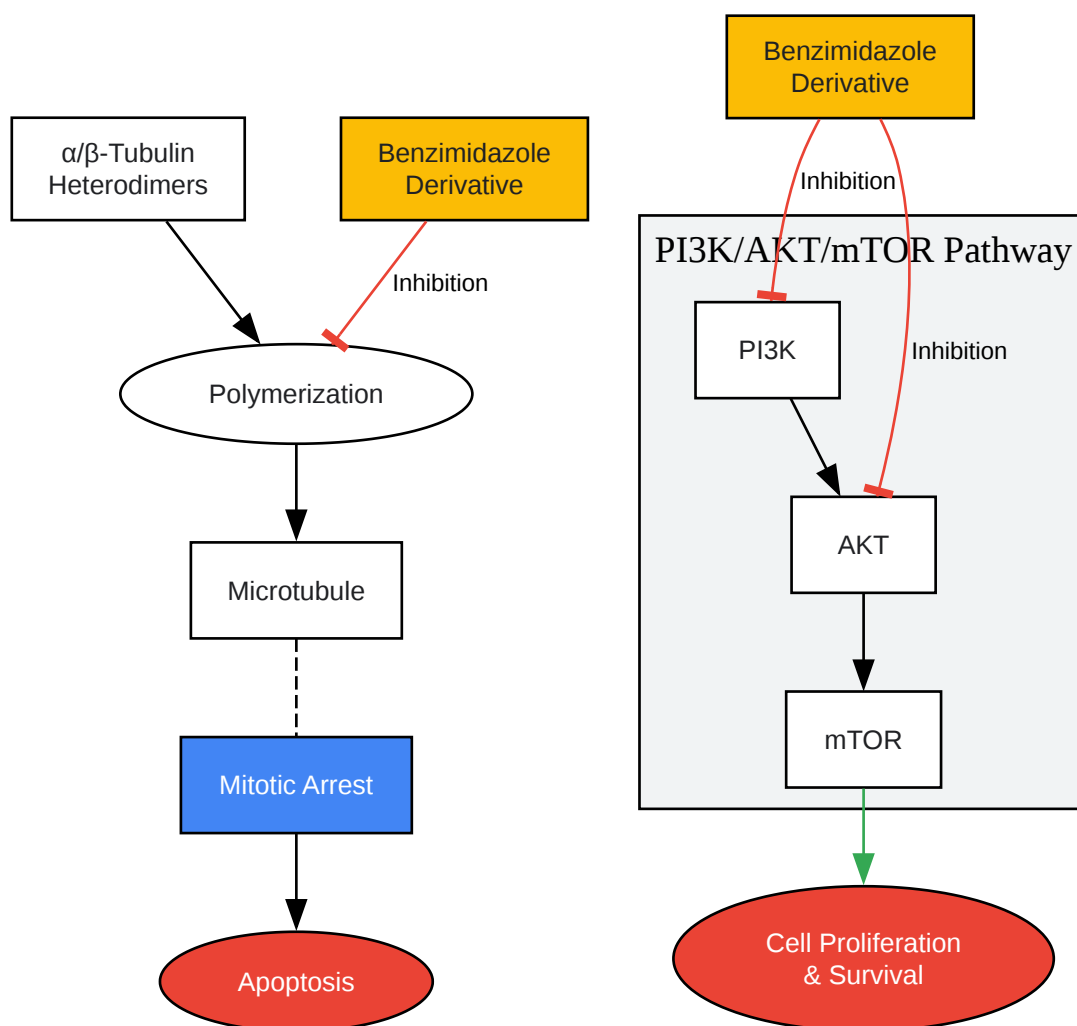 α/β-Tubulin
Heterodimers
Benzimidazole
Derivative
Inhibition
Polymerization
Microtubule
Mitotic Arrest
Apoptosis
Benzimidazole
Derivative
Inhibition
PI3K/AKT/mTOR Pathway
PI3K
Inhibition
AKT
mTOR
Cell Proliferation
& Survival